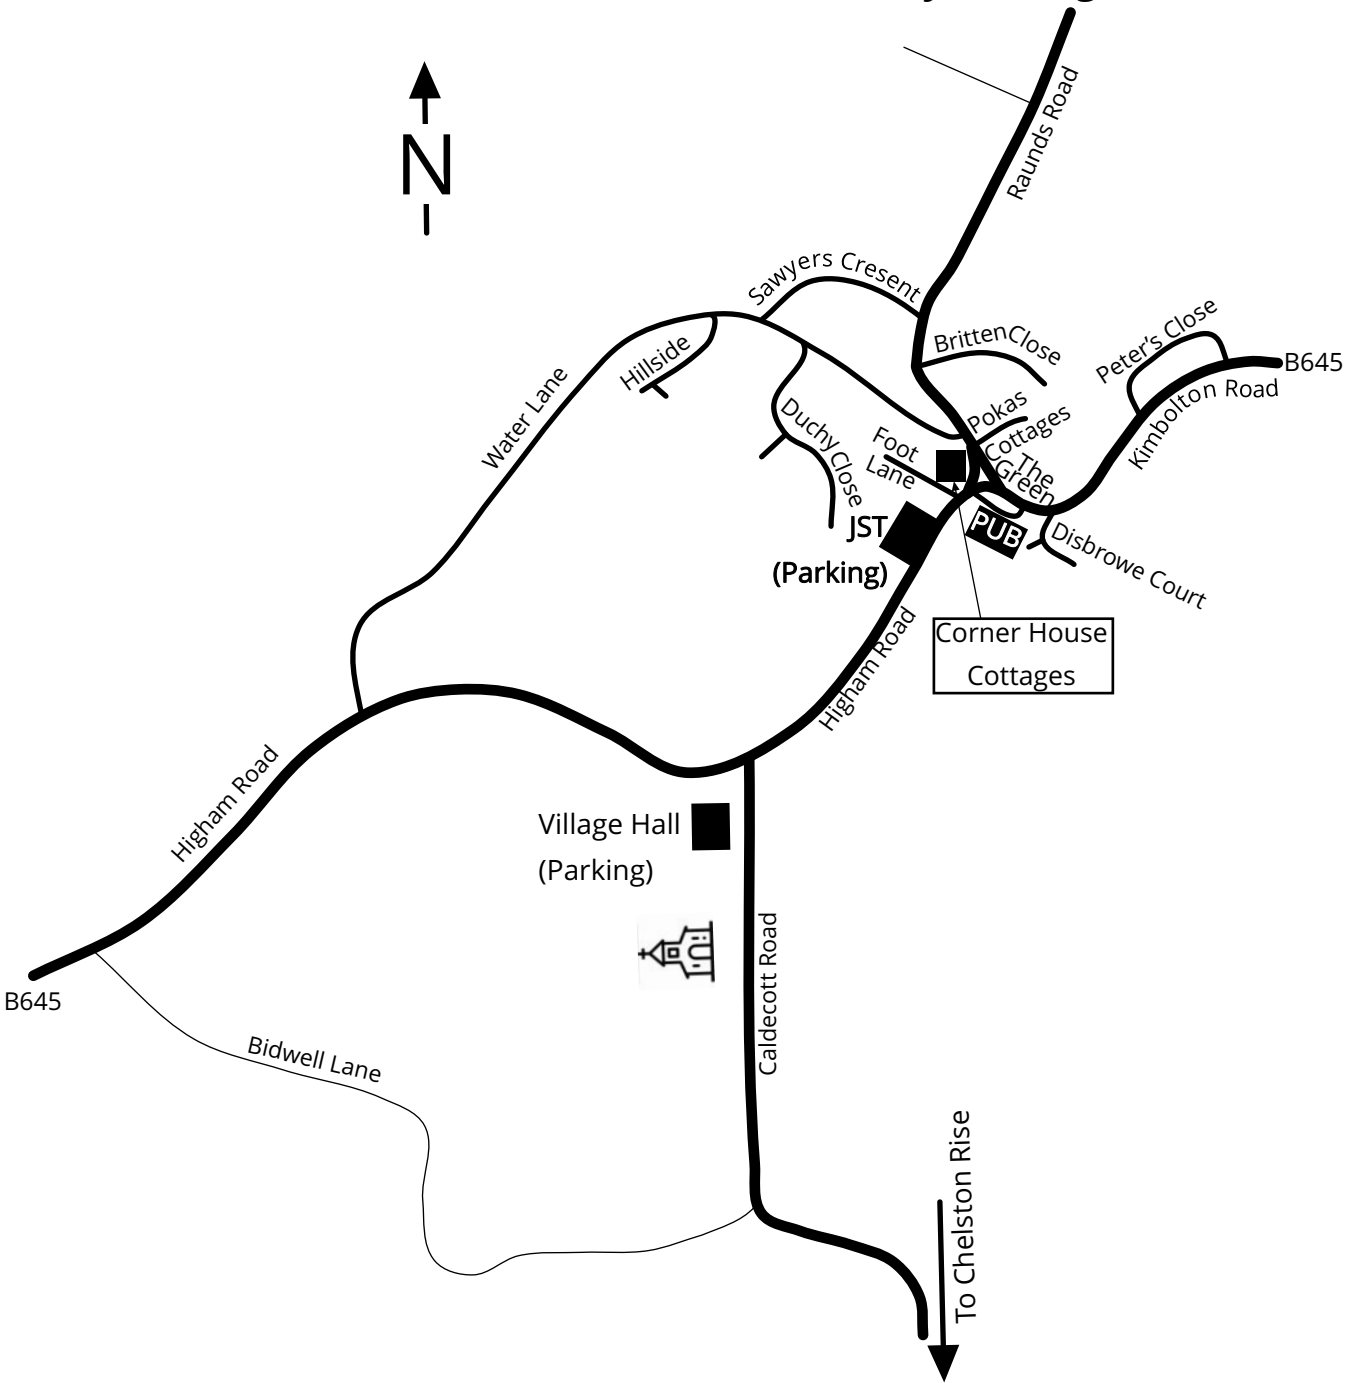 N
Raunds Road
Sawyers Cresent
Britten Close
Peter's Close
B645
Kimbolton Road
Hillside
Water Lane
Duchy Close
Pokas
Cottages
Foot
Lane
The
Green
PUB
JST
(Parking)
Disbrowe Court
Corner House
Cottages
Higham Road
Higham Road
Village Hall
(Parking)
Caldecott Road
B645
Bidwell Lane
To Chelston Rise